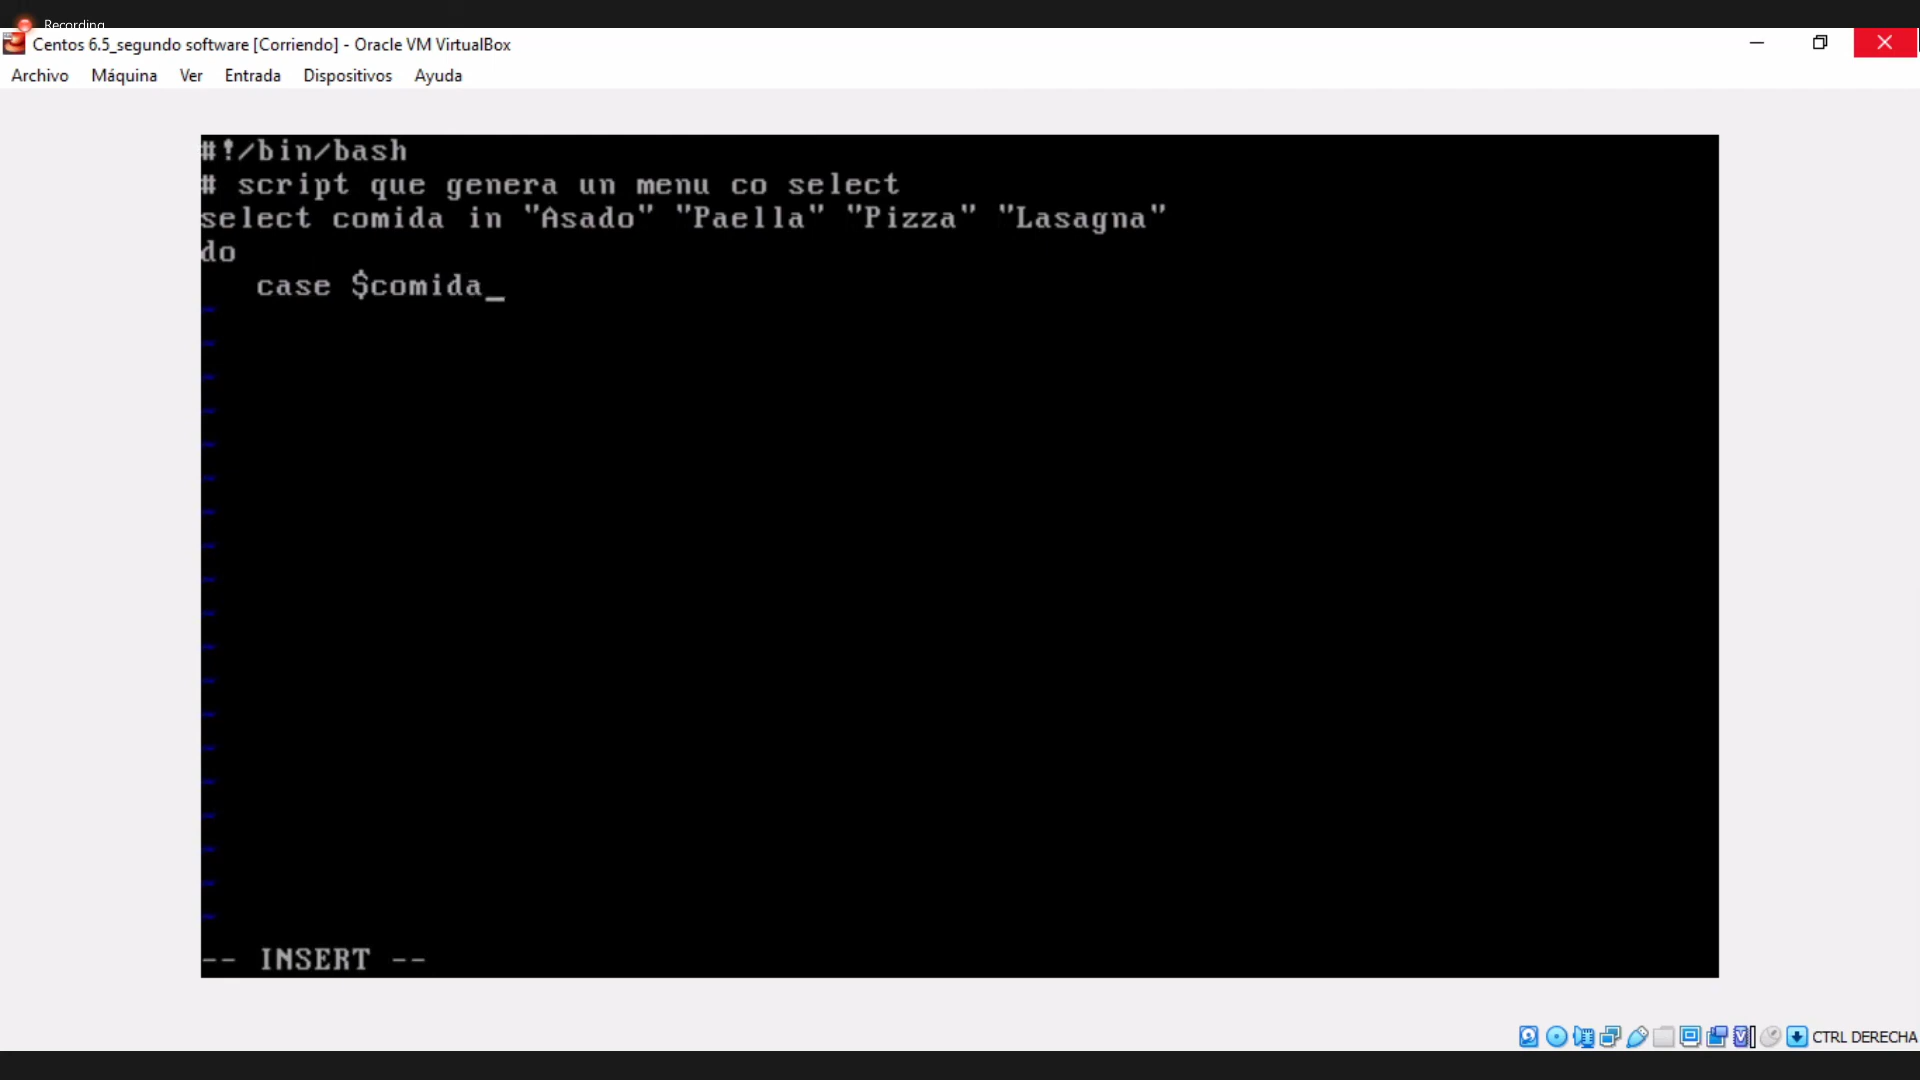 Recording
Centos 6.5_segundo software [Corriendo] - Oracle VM VirtualBox
Archivo Máquina Ver Entrada Dispositivos Ayuda
#!/bin/bash
# script que genera un menu co select
select comida in "Asado" "Paella" "Pizza" "Lasagna"
do
case $comida_
-- INSERT --
CTRL DERECHA